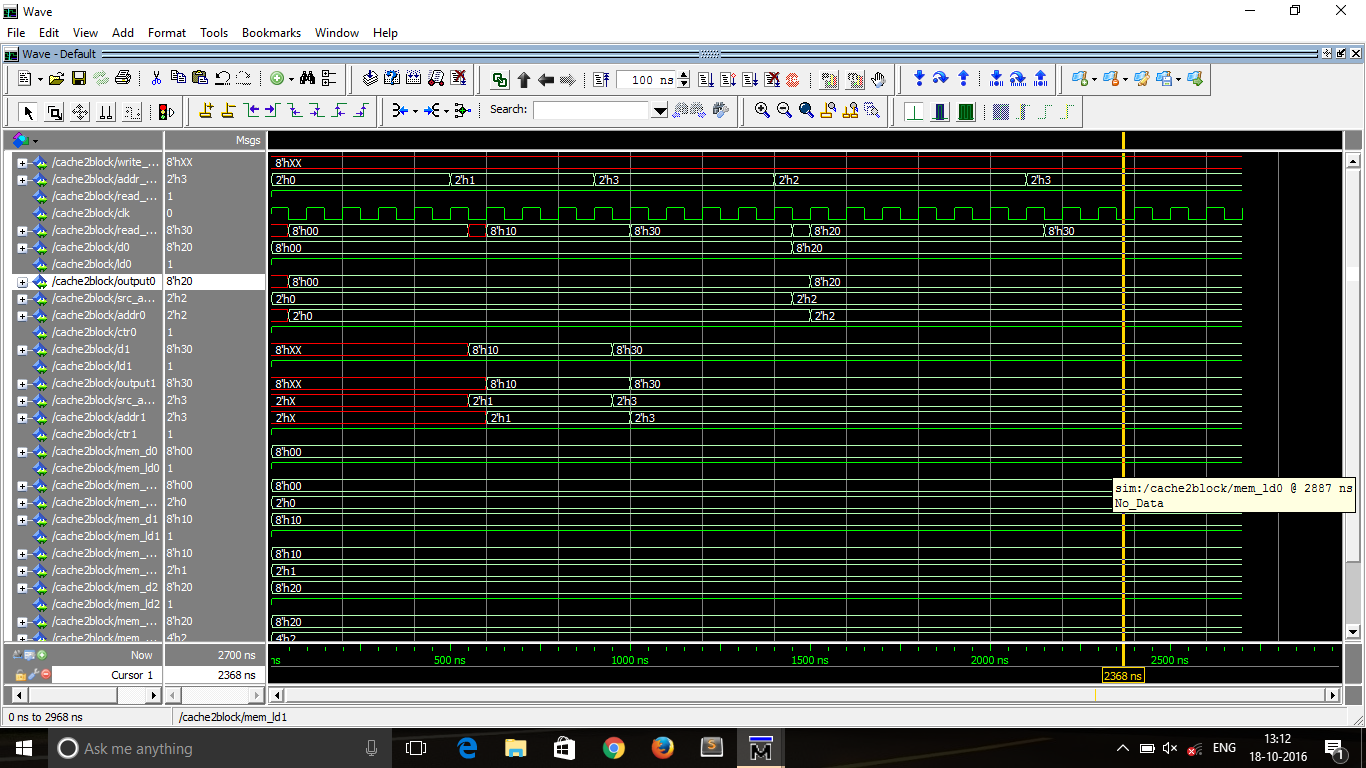 Wave
File Edit View Add Format Tools Bookmarks Window Help
Wave - Default
100 ns
Search:
Msgs
/cache2block/write_... 8'hXX 8'hXX
/cache2block/addr_... 2'h3 2'h0 2'h1 2'h3 2'h2 2'h3
/cache2block/read_... 1
/cache2block/clk 0
/cache2block/read_... 8'h30 8'h00 8'h10 8'h30 8'h20 8'h30
/cache2block/d0 8'h20 8'h00 8'h20
/cache2block/ld0 1
/cache2block/output0 8'h20 8'h00 8'h20
/cache2block/src_a... 2'h2 2'h0 2'h2
/cache2block/addr0 2'h2 2'h0 2'h2
/cache2block/ctr0 1
/cache2block/d1 8'h30 8'hXX 8'h10 8'h30
/cache2block/ld1 1
/cache2block/output1 8'h30 8'hXX 8'h10 8'h30
/cache2block/src_a... 2'h3 2'hX 2'h1 2'h3
/cache2block/addr1 2'h3 2'hX 2'h1 2'h3
/cache2block/ctr1 1
/cache2block/mem_d0 8'h00 8'h00
/cache2block/mem_ld0 1
/cache2block/mem_... 8'h00 8'h00
/cache2block/mem_... 2'h0 2'h0
/cache2block/mem_d1 8'h10 8'h10
/cache2block/mem_ld1 1
/cache2block/mem_... 8'h10 8'h10
/cache2block/mem_... 2'h1 2'h1
/cache2block/mem_d2 8'h20 8'h20
/cache2block/mem_ld2 1
/cache2block/mem_... 8'h20 8'h20
/cache2block/mem_... 4'h2 4'h2
sim:/cache2block/mem_ld0 @ 2887 ns
No_Data
Now 2700 ns ns 500 ns 1000 ns 1500 ns 2000 ns 2500 ns
Cursor 1 2368 ns 2368 ns
0 ns to 2968 ns /cache2block/mem_ld1
Ask me anything
ENG
13:12
18-10-2016
1